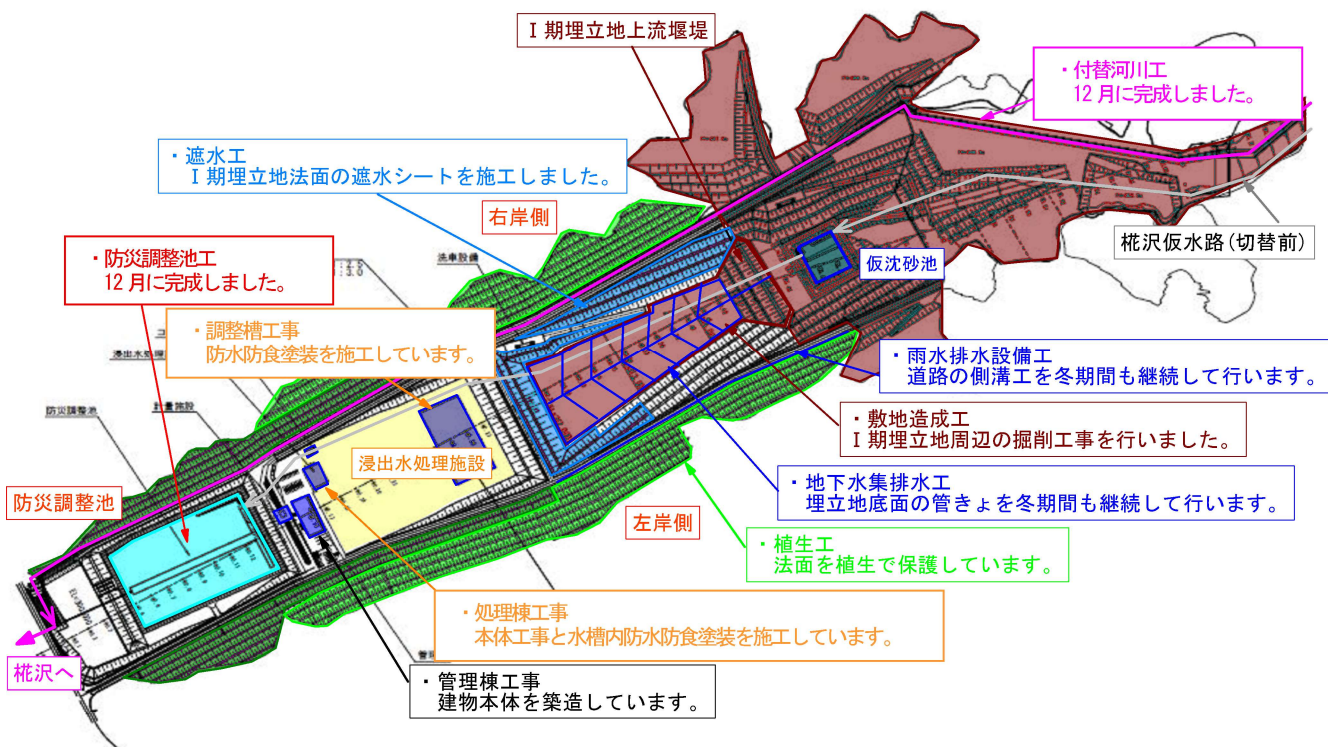 Ⅰ期埋立地上流堰堤
・付替河川工
12月に完成しました。
・遮水工
Ⅰ期埋立地法面の遮水シートを施工しました。
右岸側
椛沢仮水路(切替前)
・防災調整池工
12月に完成しました。
洗車設備
仮沈砂池
・調整槽工事
防水防食塗装を施工しています。
・雨水排水設備工
道路の側溝工を冬期間も継続して行います。
浸出水処理
防災調整池
計量施設
・敷地造成工
Ⅰ期埋立地周辺の掘削工事を行いました。
浸出水処理施設
・地下水集排水工
埋立地底面の管きょを冬期間も継続して行います。
防災調整池
左岸側
・植生工
法面を植生で保護しています。
・処理棟工事
本体工事と水槽内防水防食塗装を施工しています。
椛沢へ
・管理棟工事
建物本体を築造しています。